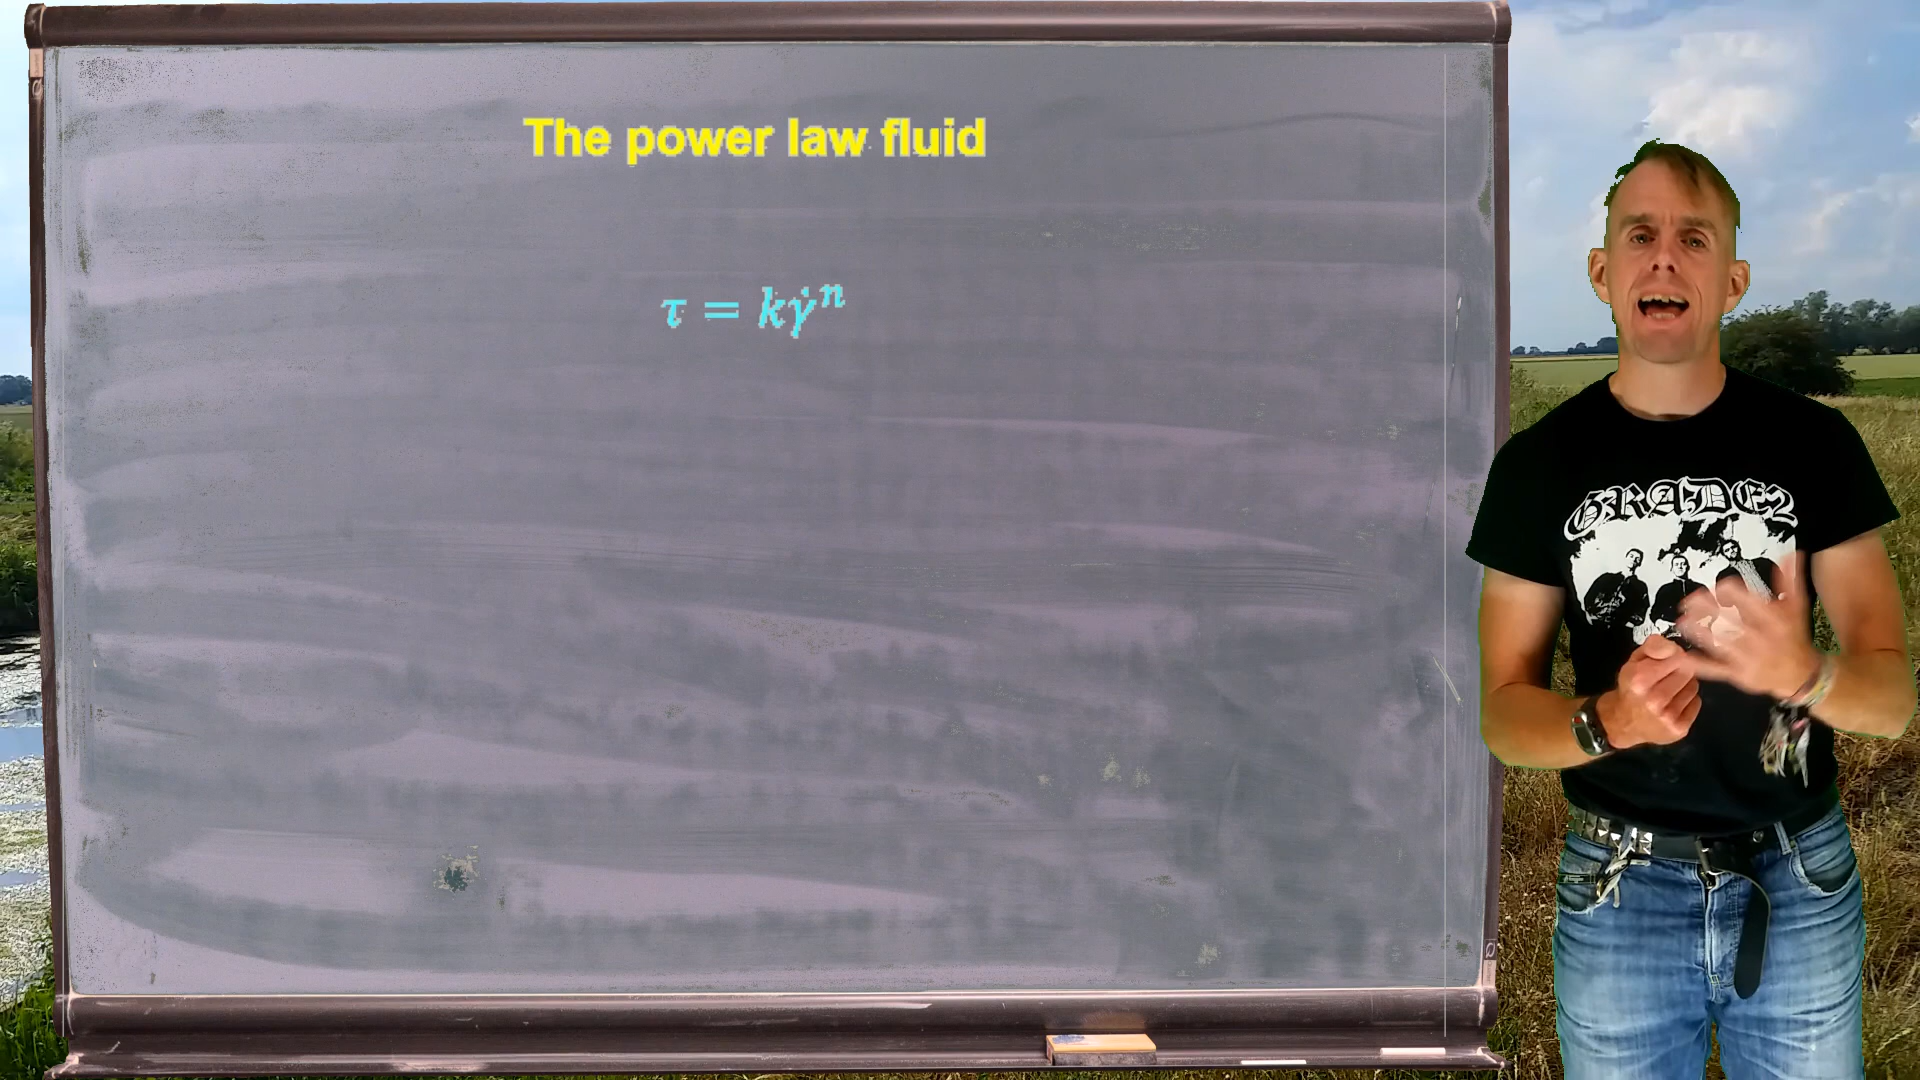 The power law fluid
τ = kγ̇ⁿ
GRADE 2